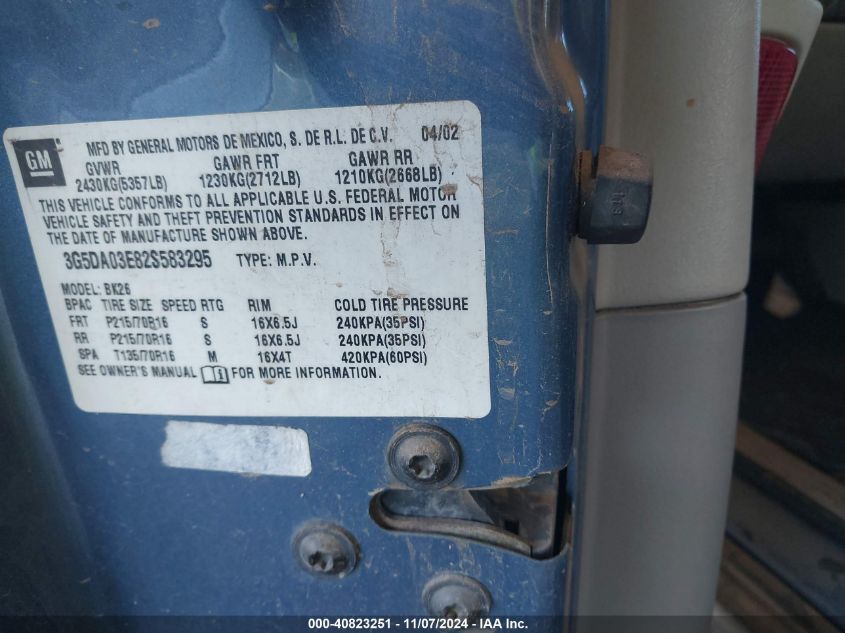 GM
MFD BY GENERAL MOTORS DE MEXICO, S. DE R.L. DE C.V. 04/02
GVWR GAWR FRT GAWR RR
2430KG(5357LB) 1230KG(2712LB) 1210KG(2668LB)
THIS VEHICLE CONFORMS TO ALL APPLICABLE U.S. FEDERAL MOTOR
VEHICLE SAFETY AND THEFT PREVENTION STANDARDS IN EFFECT ON
THE DATE OF MANUFACTURE SHOWN ABOVE.
3G5DA03E82S583295 TYPE: M.P.V.
MODEL: BK26
BPAC TIRE SIZE SPEED RTG RIM COLD TIRE PRESSURE
FRT P215/70R16 S 16X6.5J 240KPA(35PSI)
RR P215/70R16 S 16X6.5J 240KPA(35PSI)
SPA T135/70R16 M 16X4T 420KPA(60PSI)
SEE OWNER'S MANUAL FOR MORE INFORMATION.
000-40823251 - 11/07/2024 - IAA Inc.